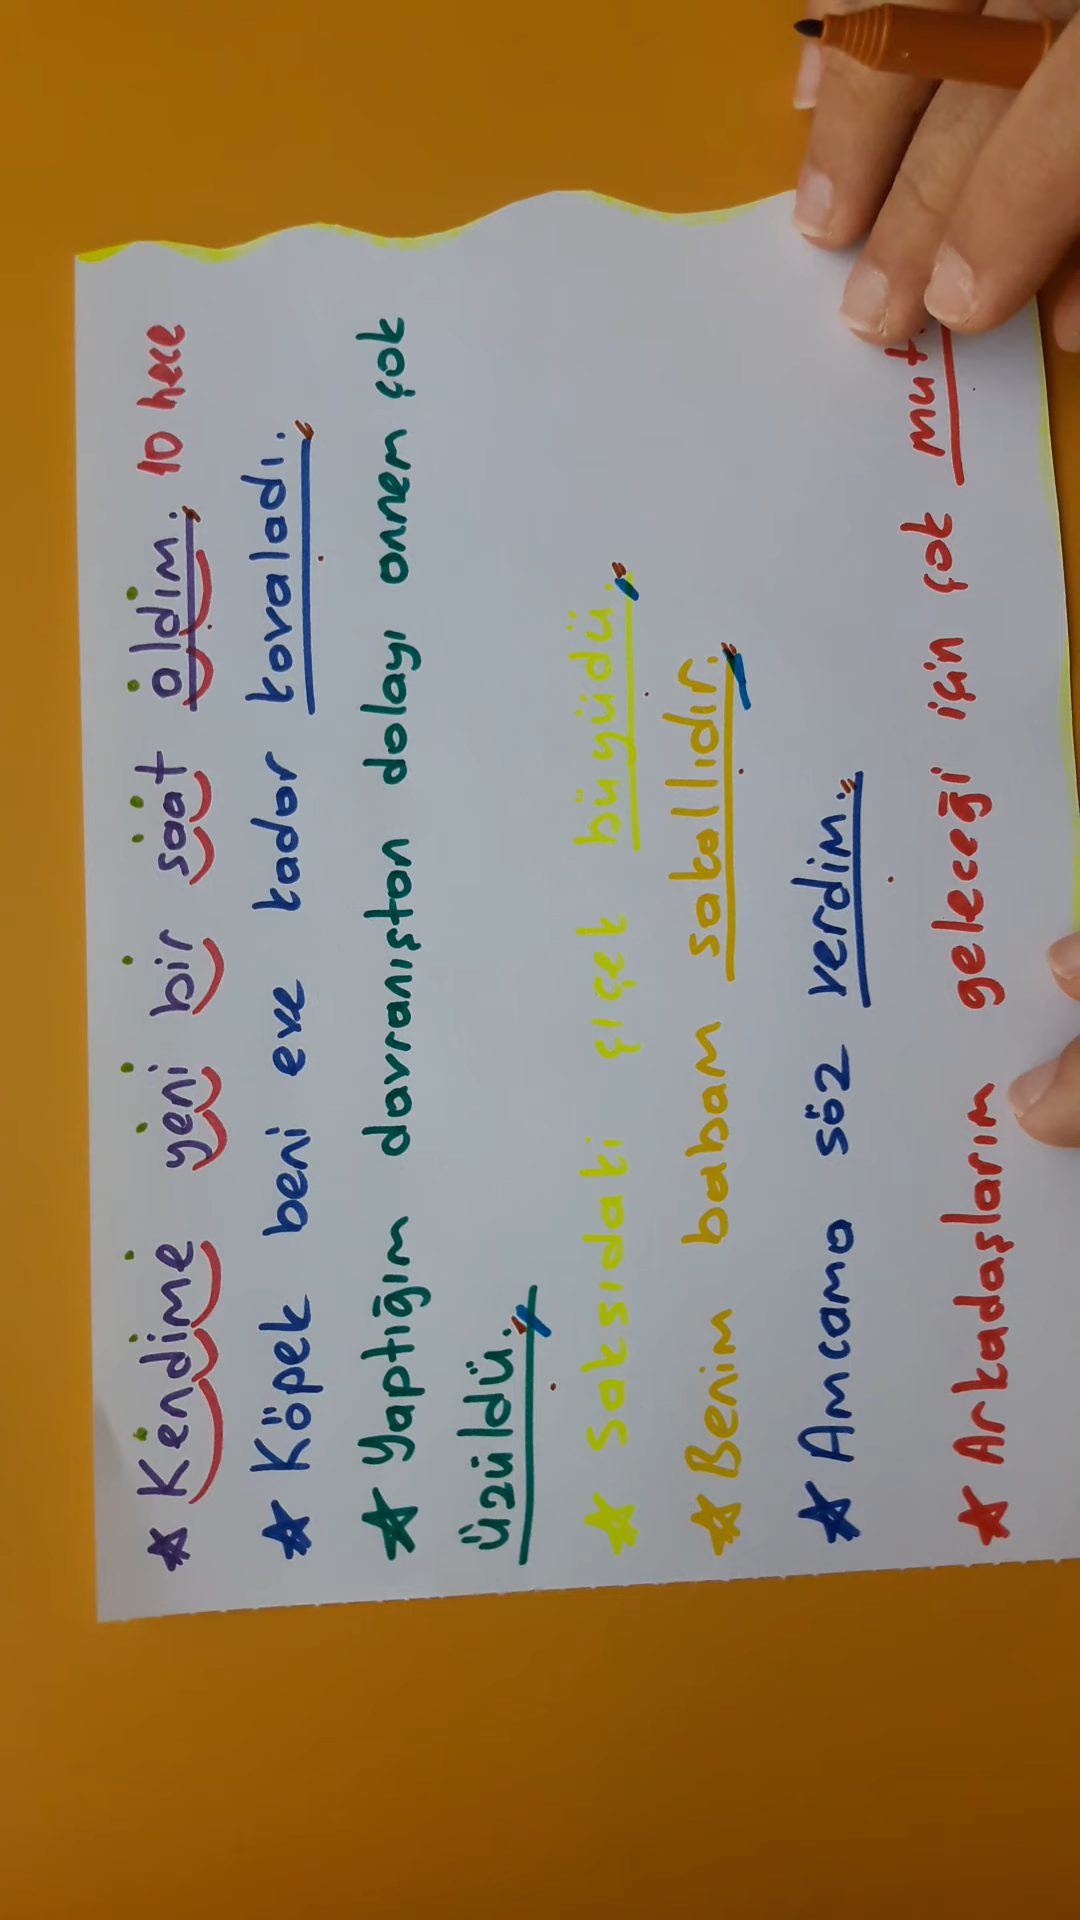 ☆ Kendime yeni bir saat aldım. 10 hece
☆ Köpek beni eve kadar kovaladı.
☆ Yaptığım davranıştan dolayı annem çok
üzüldü.
☆ Saksıdaki çiçek büyüdü.
☆ Benim babam sakallıdır.
☆ Amcama söz verdim.
☆ Arkadaşlarım geleceği için çok